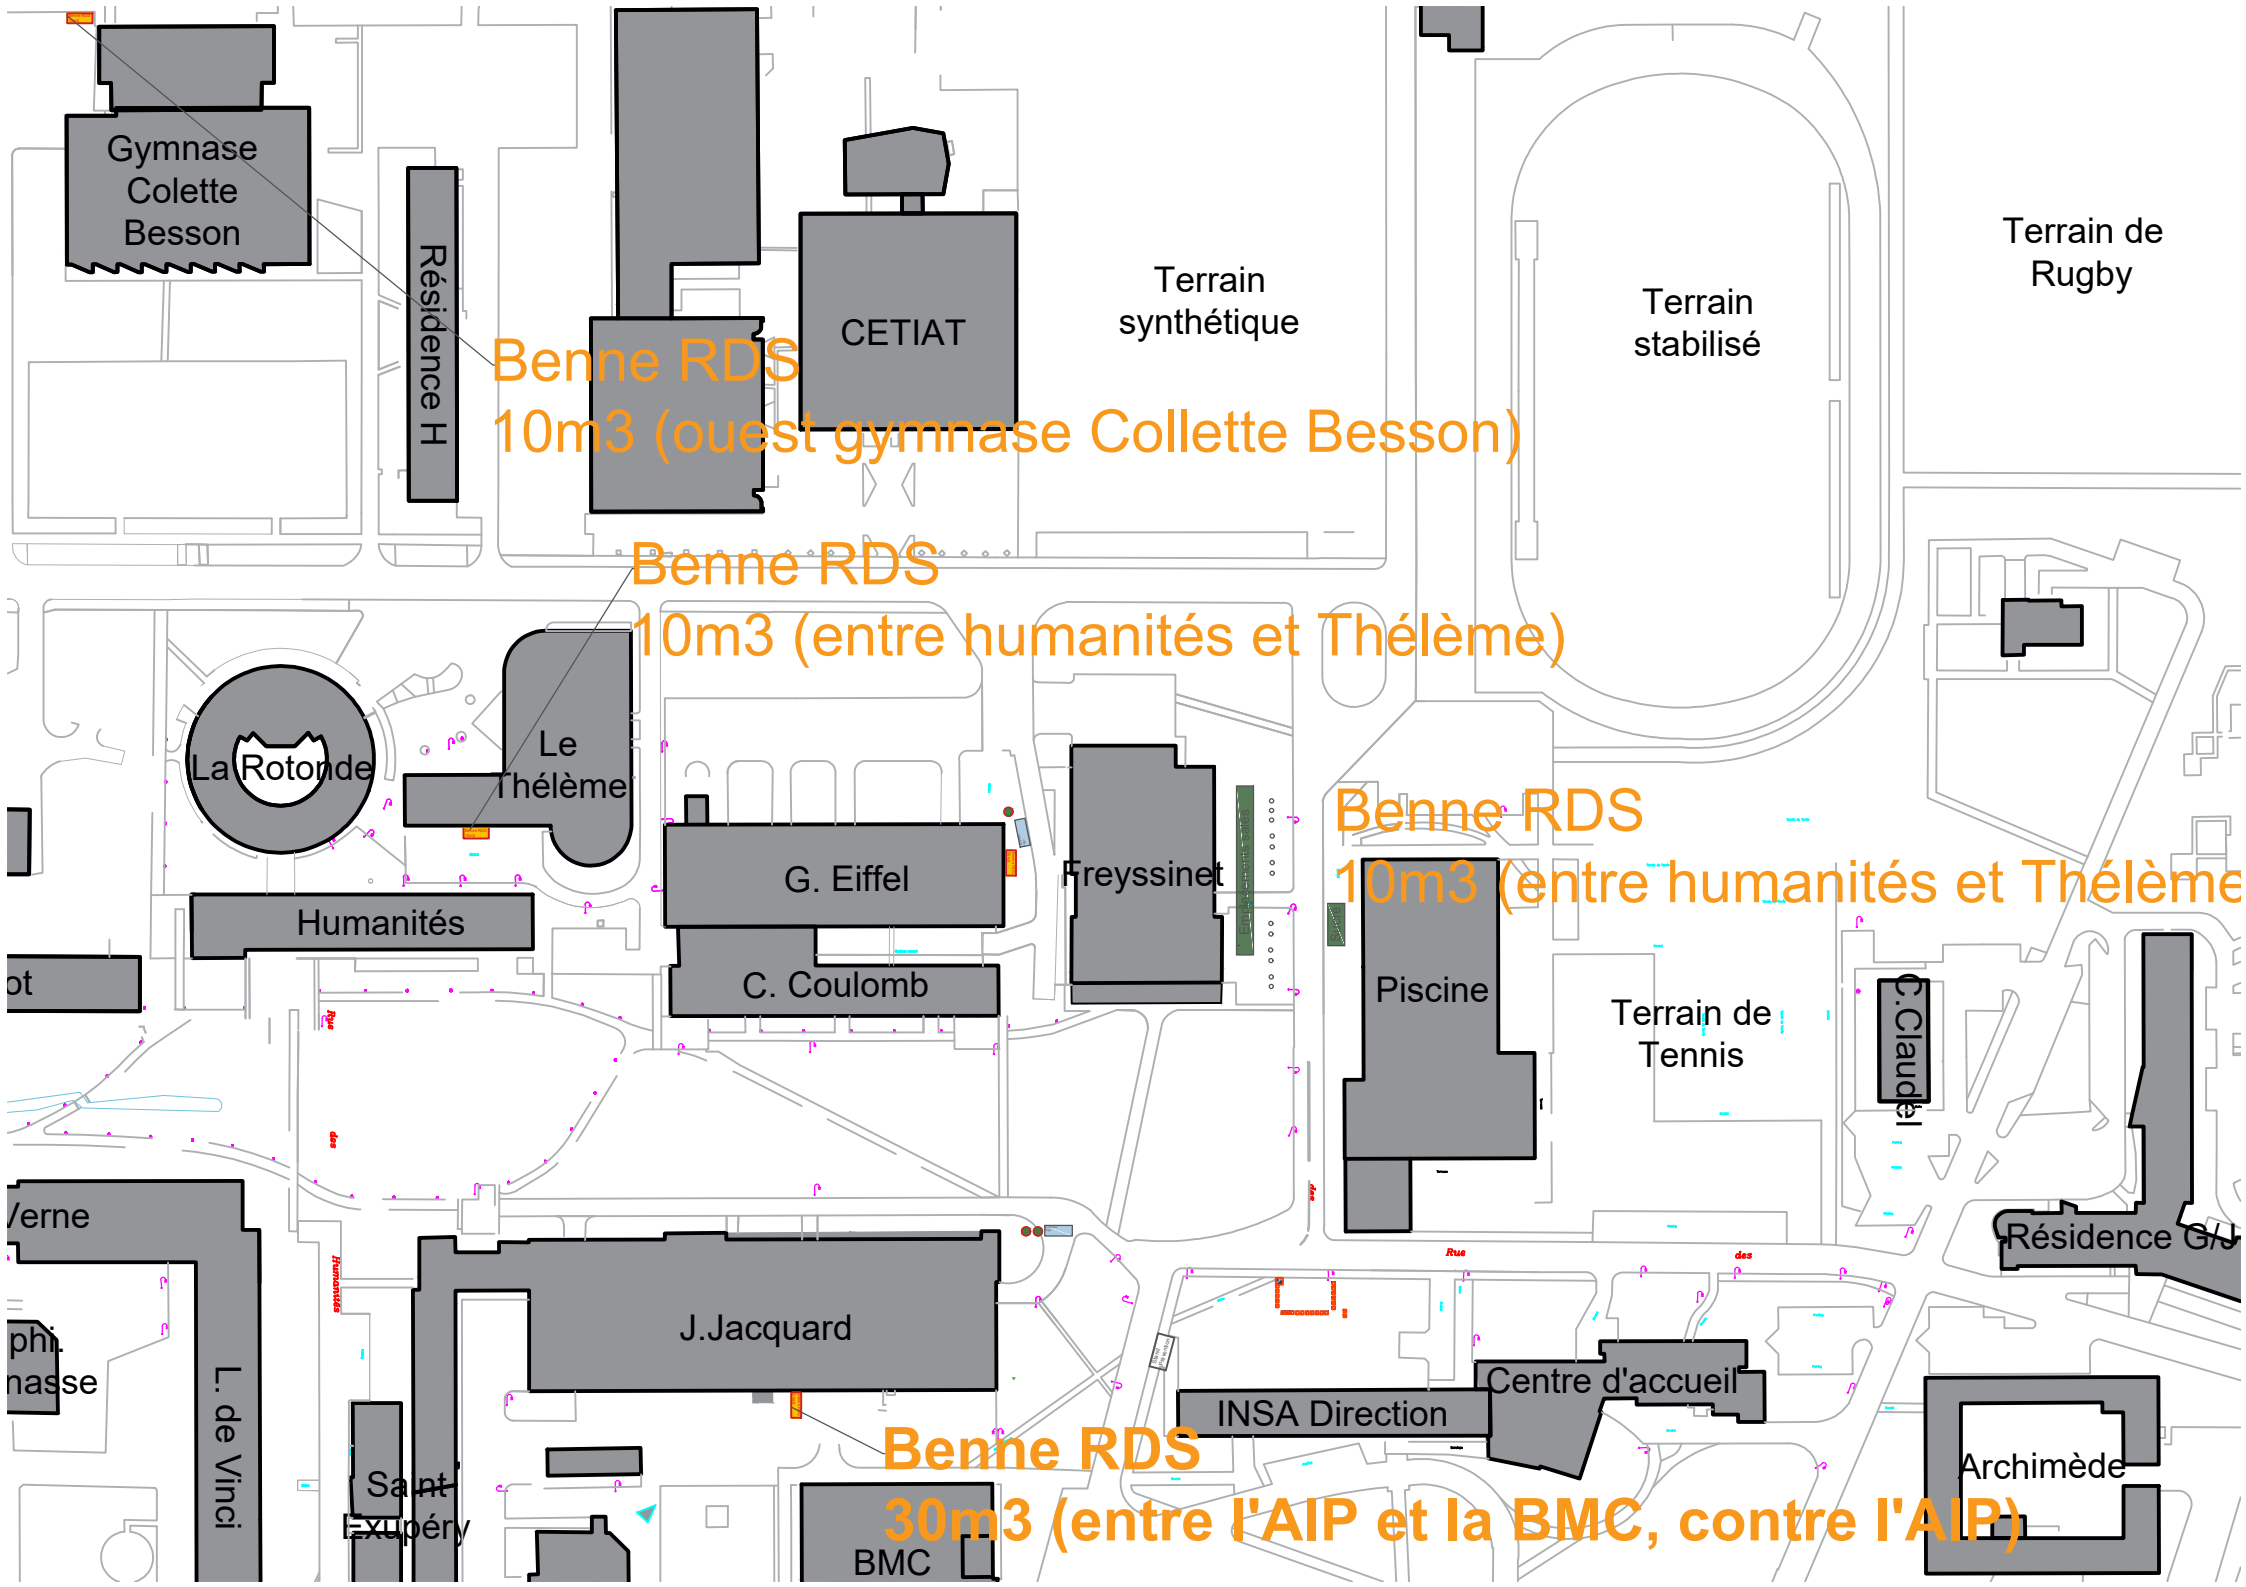 Gymnase
Colette
Besson
Résidence H
CETIAT
Terrain
synthétique
Terrain
stabilisé
Terrain de
Rugby
Benne RDS
10m3 (ouest gymnase Collette Besson)
Benne RDS
10m3 (entre humanités et Thélème)
La Rotonde
Le
Thélème
Benne RDS
10m3 (entre humanités et Thélème
G. Eiffel
Freyssinet
Humanités
ot
C. Coulomb
Piscine
Terrain de
Tennis
C.Claudel
Rue
des
Humanités
des
Verne
Résidence G/J
Rue
des
J.Jacquard
phi.
nasse
L. de Vinci
Centre d'accueil
INSA Direction
Saint
Exupéry
Benne RDS
30m3 (entre l'AIP et la BMC, contre l'AIP)
Archimède
BMC